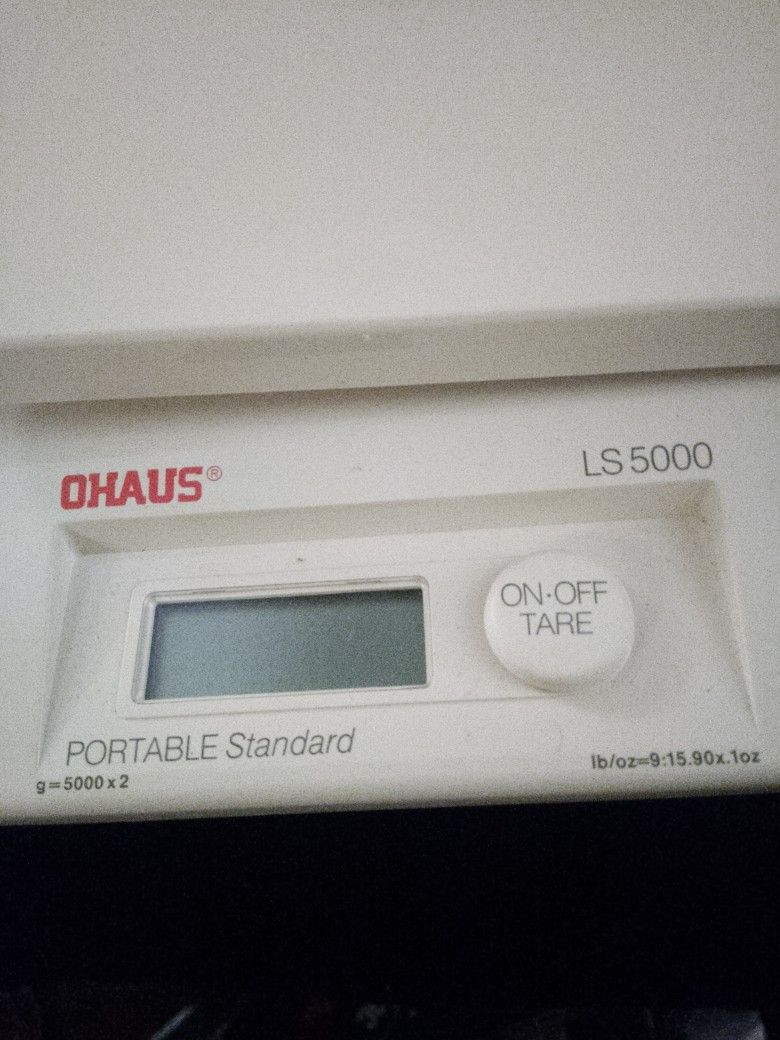 OHAUS®
LS 5000
ON·OFF
TARE
PORTABLE Standard
g=5000 x 2
lb/oz=9:15.90x.1oz